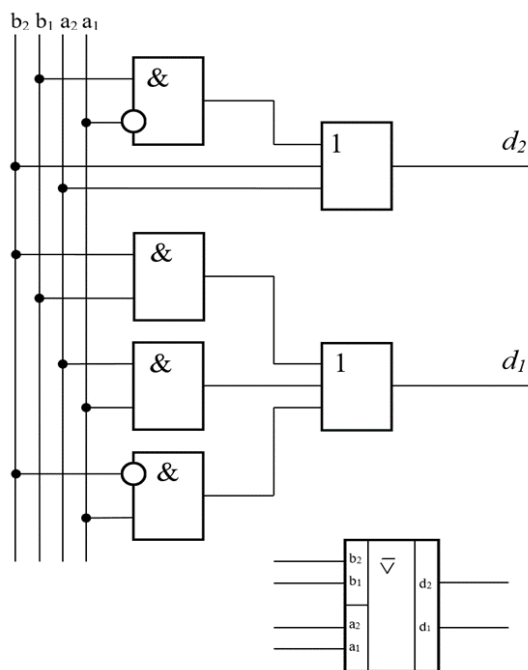 b₂ b₁ a₂ a₁
&
1
d₂
&
&
1
d₁
&
b₂
b₁
a₂
a₁
V̅
d₂
d₁